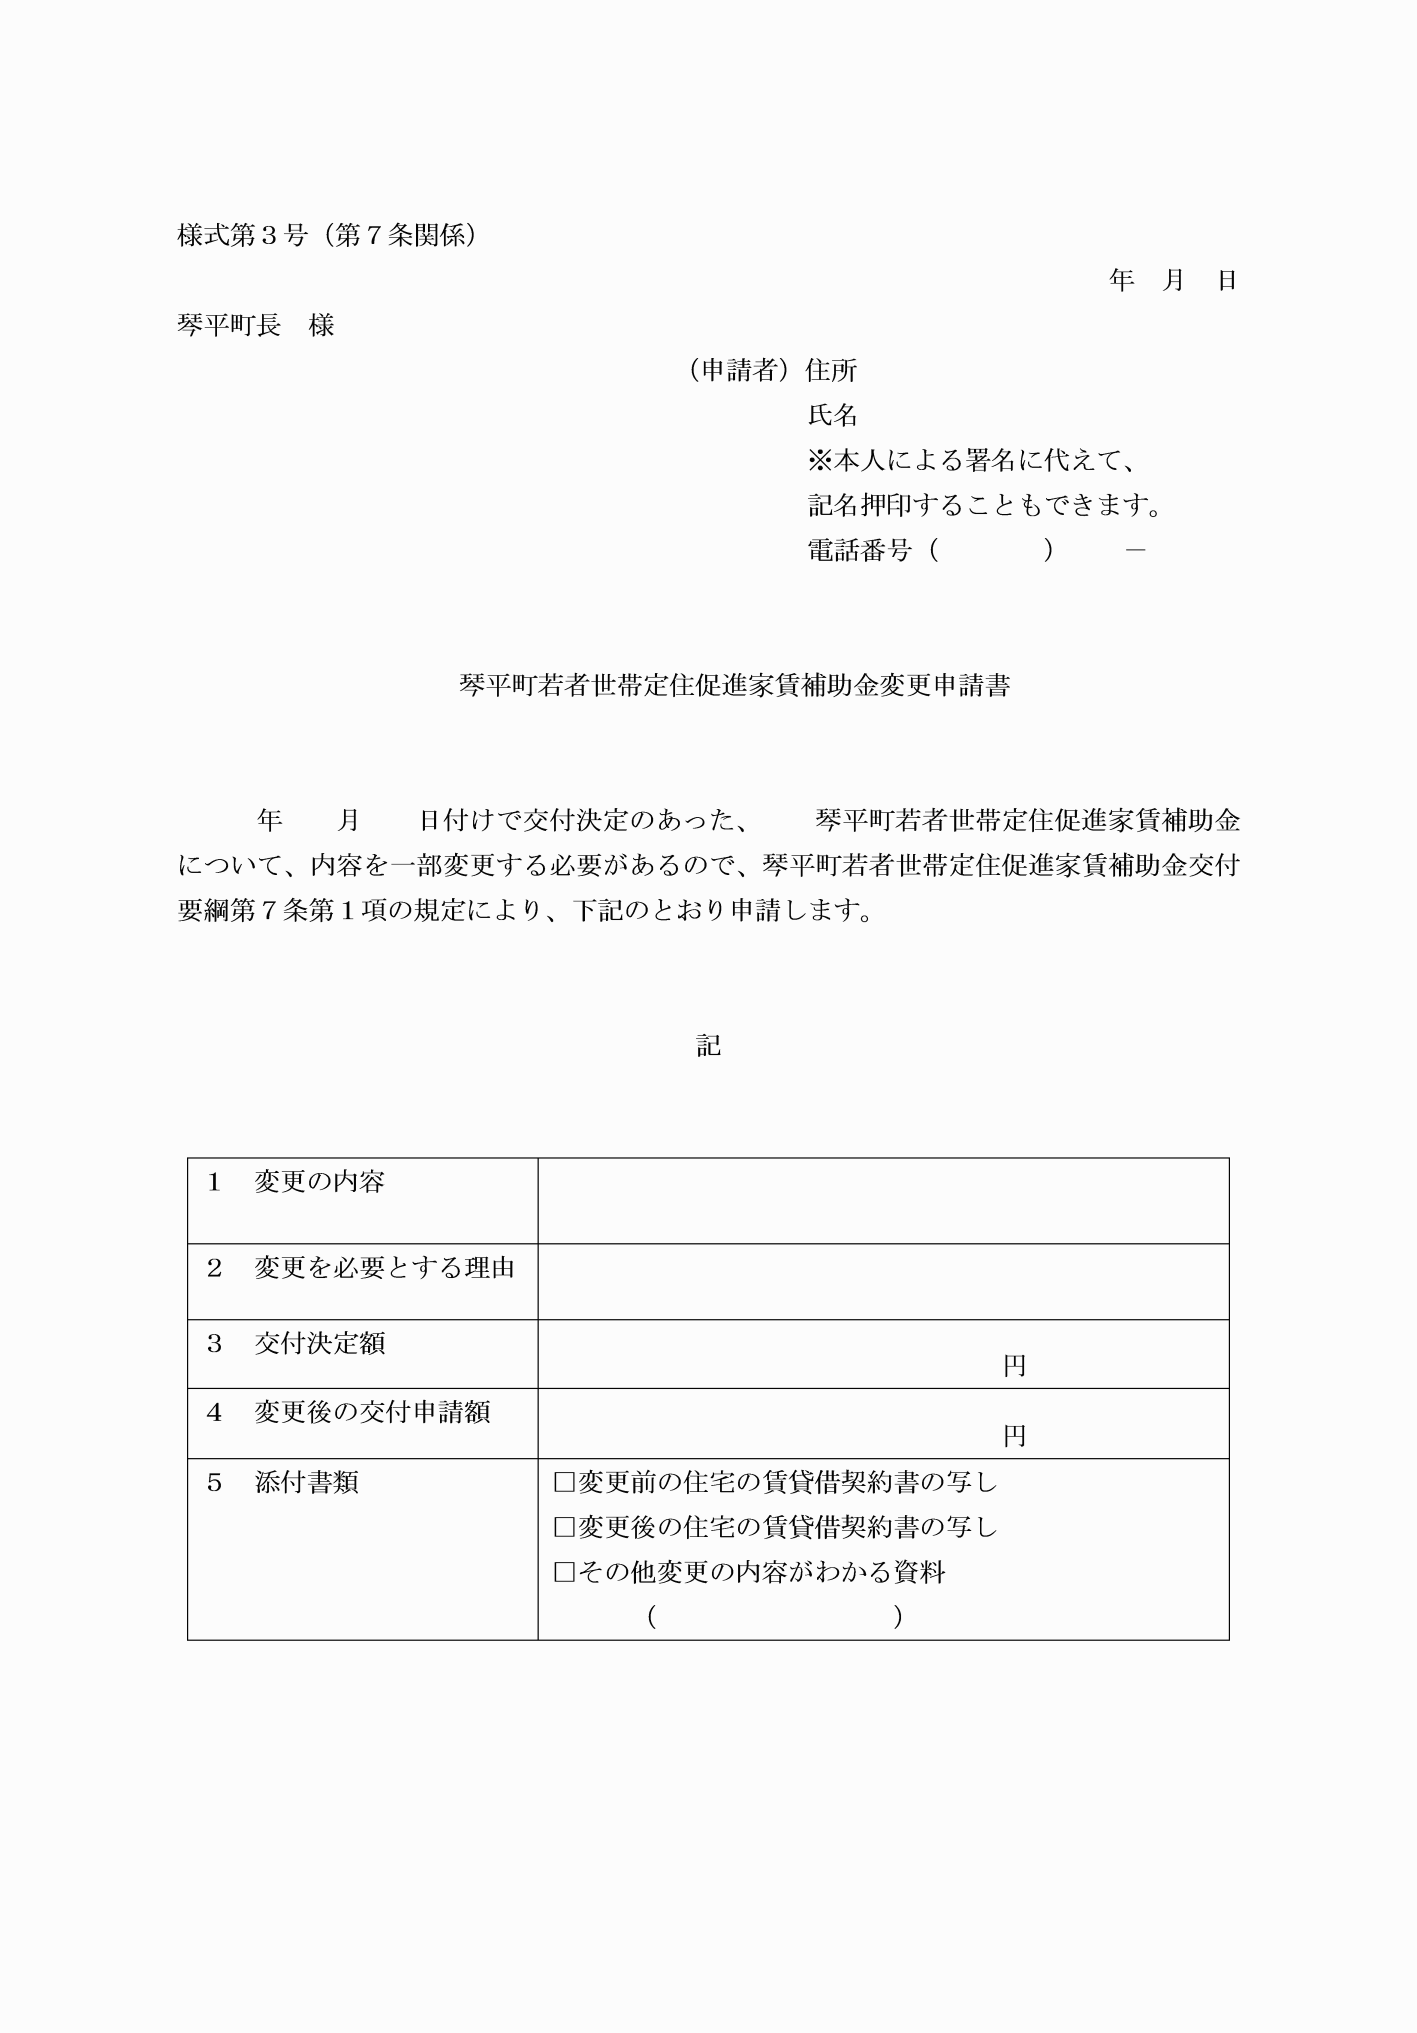 様式第３号（第７条関係）
年　月　日
琴平町長　様
（申請者）住所
氏名
※本人による署名に代えて、
記名押印することもできます。
電話番号（　　　　）　　－
琴平町若者世帯定住促進家賃補助金変更申請書
年　　月　　日付けで交付決定のあった、　　琴平町若者世帯定住促進家賃補助金
について、内容を一部変更する必要があるので、琴平町若者世帯定住促進家賃補助金交付
要綱第７条第１項の規定により、下記のとおり申請します。
記
１　変更の内容
２　変更を必要とする理由
３　交付決定額
円
４　変更後の交付申請額
円
５　添付書類
□変更前の住宅の賃貸借契約書の写し
□変更後の住宅の賃貸借契約書の写し
□その他変更の内容がわかる資料
（　　　　　　　　　）